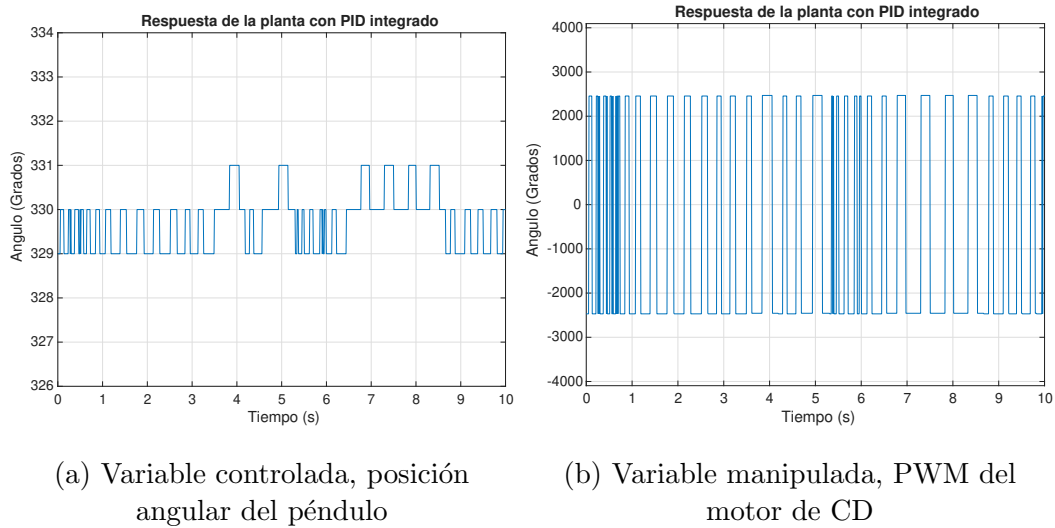 Respuesta de la planta con PID integrado
334
333
332
331
330
329
328
327
326
Angulo (Grados)
0 1 2 3 4 5 6 7 8 9 10
Tiempo (s)
(a) Variable controlada, posición
angular del péndulo
Respuesta de la planta con PID integrado
4000
3000
2000
1000
0
-1000
-2000
-3000
-4000
Angulo (Grados)
0 1 2 3 4 5 6 7 8 9 10
Tiempo (s)
(b) Variable manipulada, PWM del
motor de CD